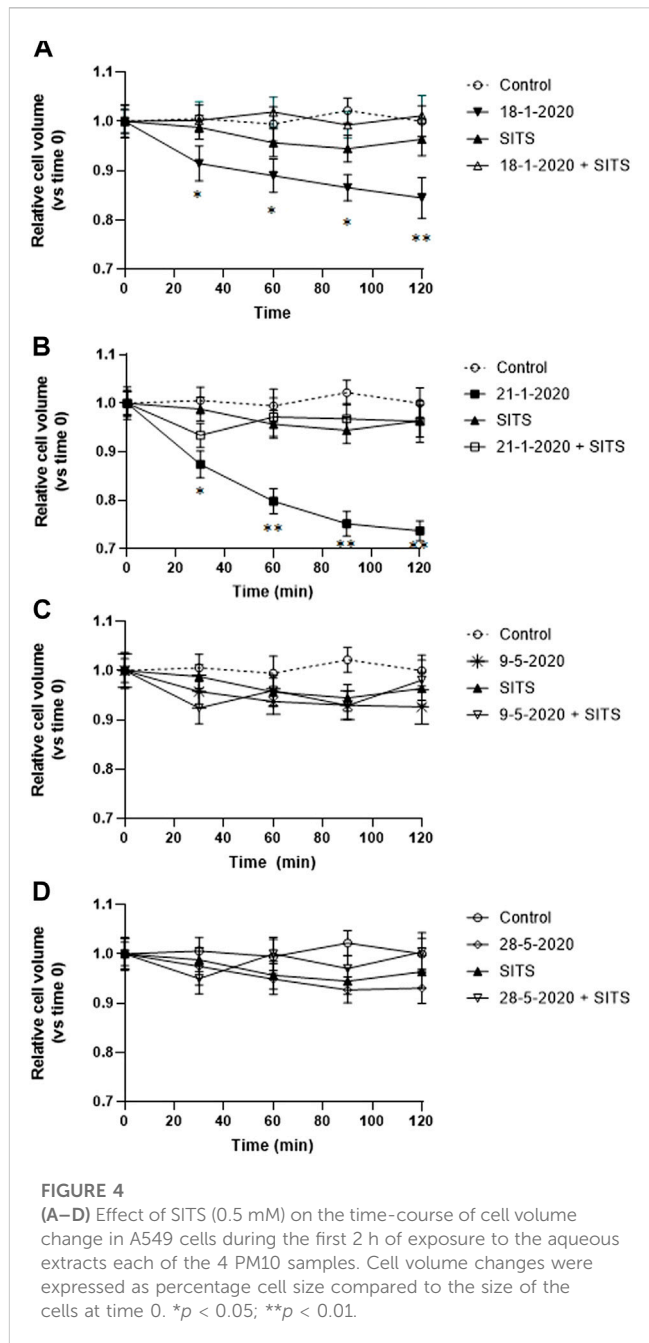 A
1.1
1.0
0.9
0.8
0.7
Relative cell volume
(vs time 0)
0 20 40 60 80 100 120
Time
* * * **
Control
18-1-2020
SITS
18-1-2020 + SITS
B
1.1
1.0
0.9
0.8
0.7
Relative cell volume
(vs time 0)
0 20 40 60 80 100 120
Time (min)
* ** ** **
Control
21-1-2020
SITS
21-1-2020 + SITS
C
1.1
1.0
0.9
0.8
0.7
Relative cell volume
(vs time 0)
0 20 40 60 80 100 120
Time (min)
Control
9-5-2020
SITS
9-5-2020 + SITS
D
1.1
1.0
0.9
0.8
0.7
Relative cell volume
(vs time 0)
0 20 40 60 80 100 120
Time (min)
Control
28-5-2020
SITS
28-5-2020 + SITS
FIGURE 4
(A–D) Effect of SITS (0.5 mM) on the time-course of cell volume
change in A549 cells during the first 2 h of exposure to the aqueous
extracts each of the 4 PM10 samples. Cell volume changes were
expressed as percentage cell size compared to the size of the
cells at time 0. *p < 0.05; **p < 0.01.